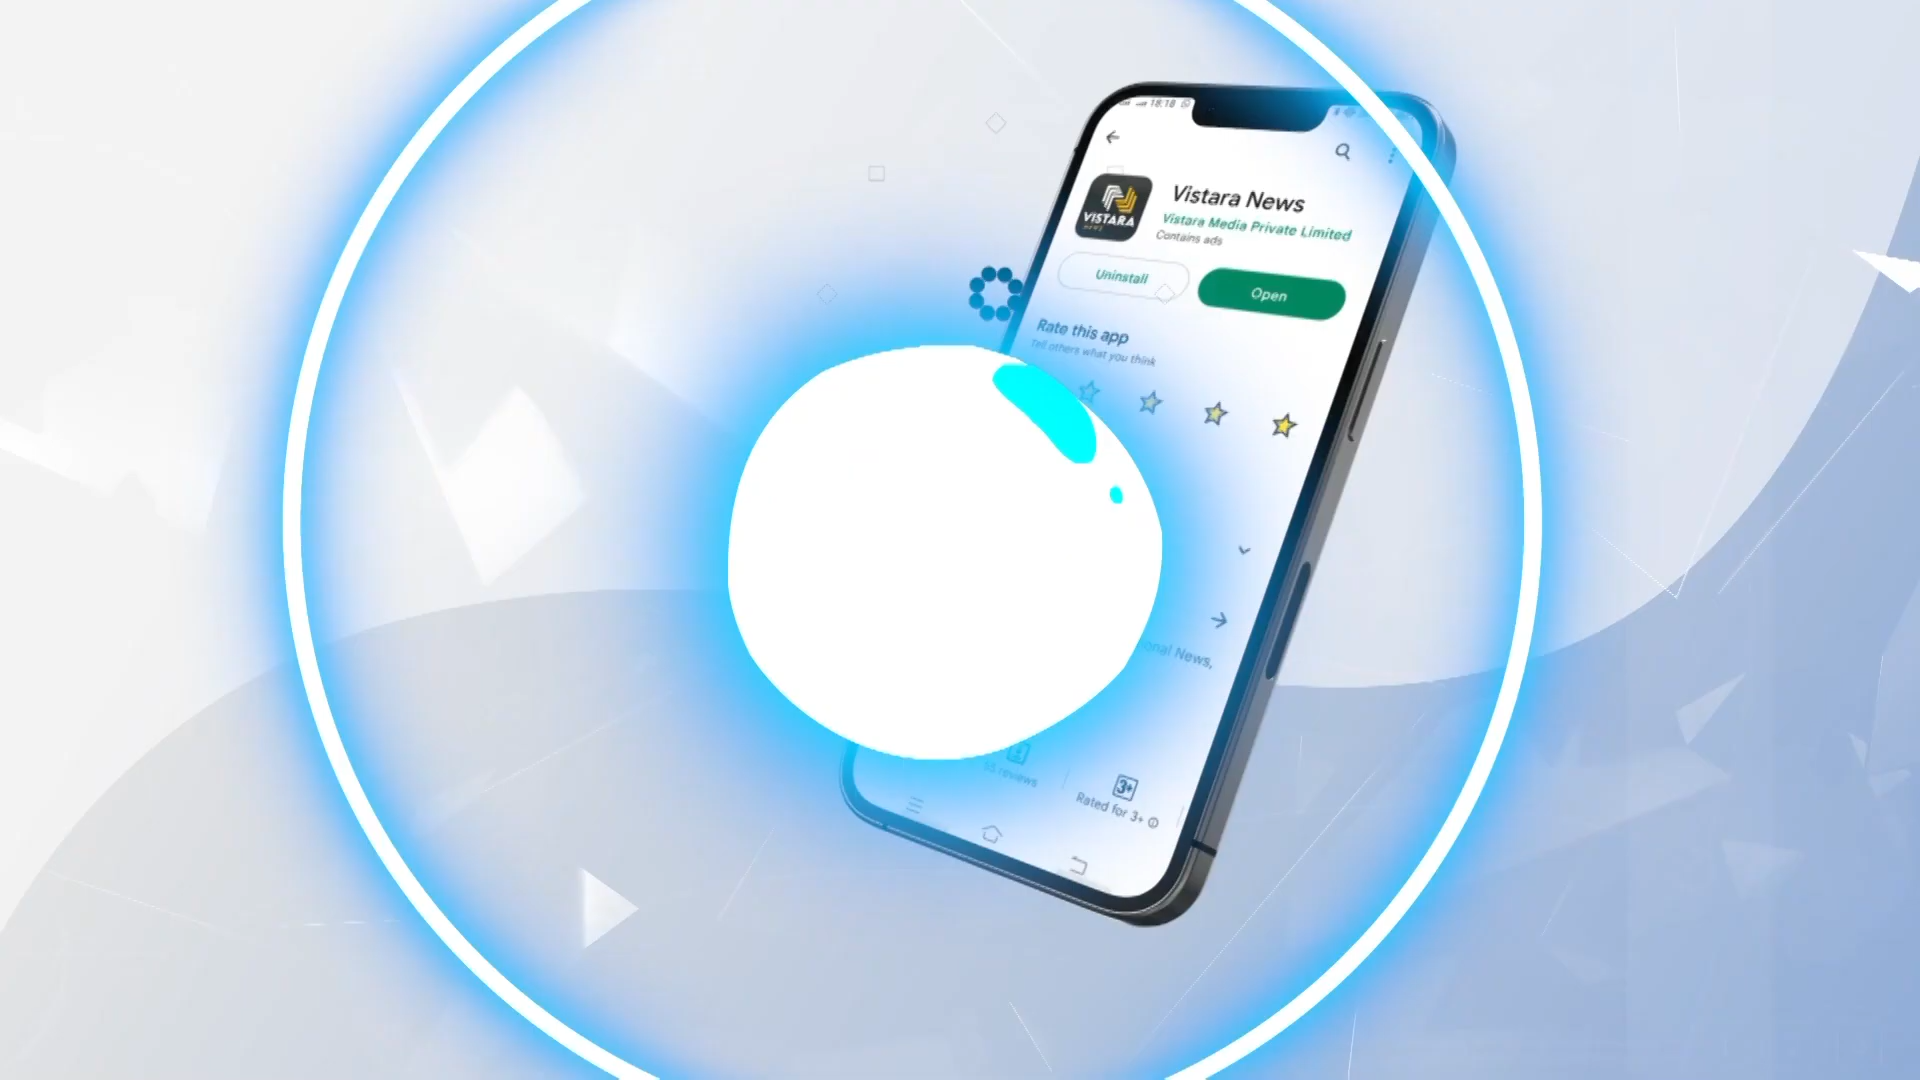 18:18
VISTARA
NEWS
Vistara News
Vistara Media Private Limited
Contains ads
Uninstall
Open
Rate this app
Tell others what you think
onal News,
reviews
3+
Rated for 3+